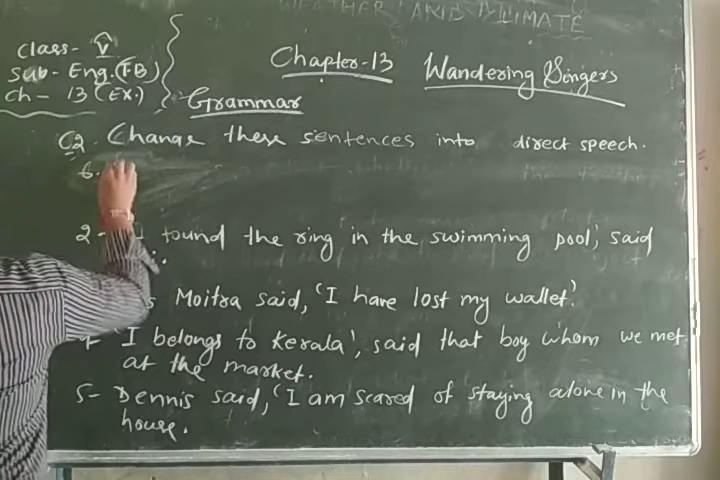 WEATHER AND CLIMATE
Class- V
Sub- Eng.(FB)
Ch- 13 (Ex.)
Chapter-13 Wandering Singers
Grammar
C2. Change these sentences into direct speech.
6.
2- found the ring in the swimming pool', said
Moitra said, 'I have lost my wallet'.
'I belongs to Kerala', said that boy whom we met
at the market.
5- Dennis said, 'I am scared of staying alone in the
house.